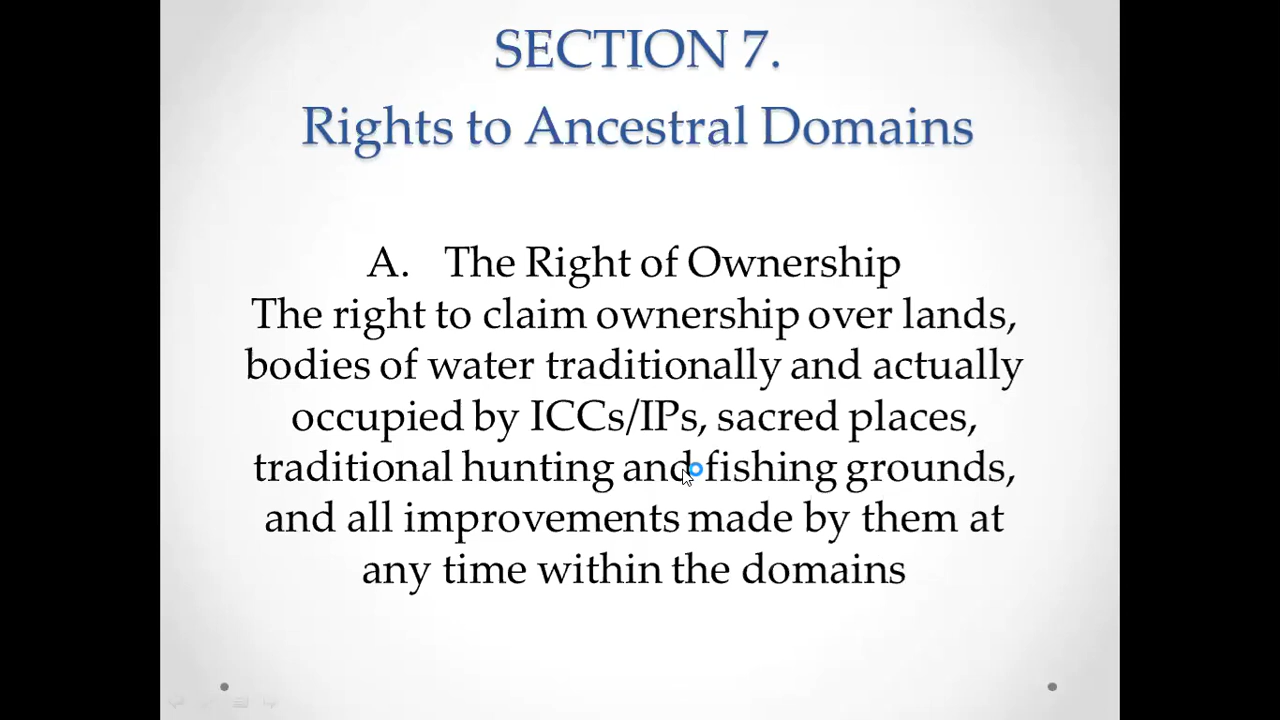 SECTION 7.
Rights to Ancestral Domains
A. The Right of Ownership
The right to claim ownership over lands,
bodies of water traditionally and actually
occupied by ICCs/IPs, sacred places,
traditional hunting and fishing grounds,
and all improvements made by them at
any time within the domains